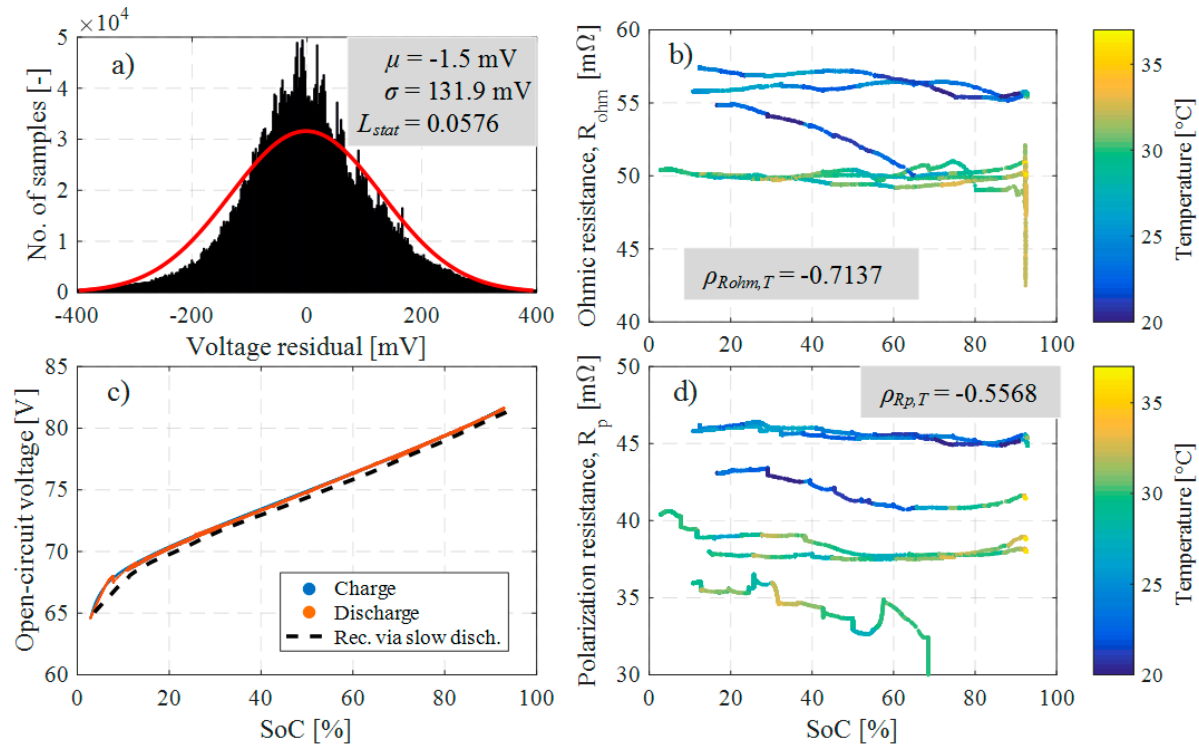 ×10⁴
a)
μ = -1.5 mV
σ = 131.9 mV
L_stat = 0.0576
No. of samples [-]
5
4
3
2
1
0
-400
-200
0
200
400
Voltage residual [mV]
b)
Ohmic resistance, R_ohm [mΩ]
60
55
50
45
40
ρ_Rohm,T = -0.7137
0
20
40
60
80
100
Temperature [°C]
35
30
25
20
c)
Open-circuit voltage [V]
85
80
75
70
65
60
Charge
Discharge
Rec. via slow disch.
0
20
40
60
80
100
SoC [%]
d)
ρ_Rp,T = -0.5568
Polarization resistance, R_p [mΩ]
50
45
40
35
30
0
20
40
60
80
100
SoC [%]
Temperature [°C]
35
30
25
20